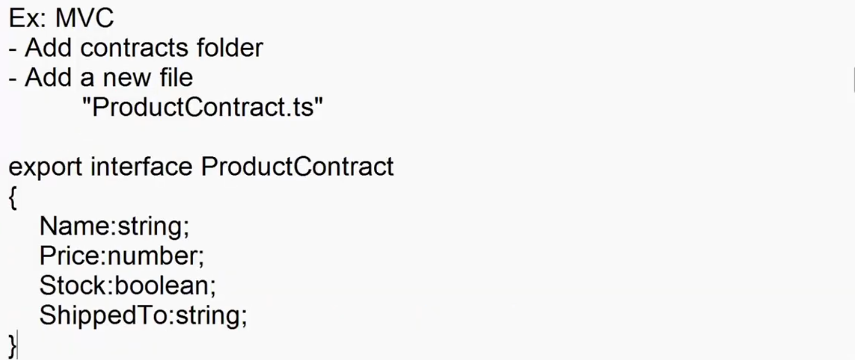 Ex: MVC
- Add contracts folder
- Add a new file
"ProductContract.ts"
export interface ProductContract
{
Name:string;
Price:number;
Stock:boolean;
ShippedTo:string;
}